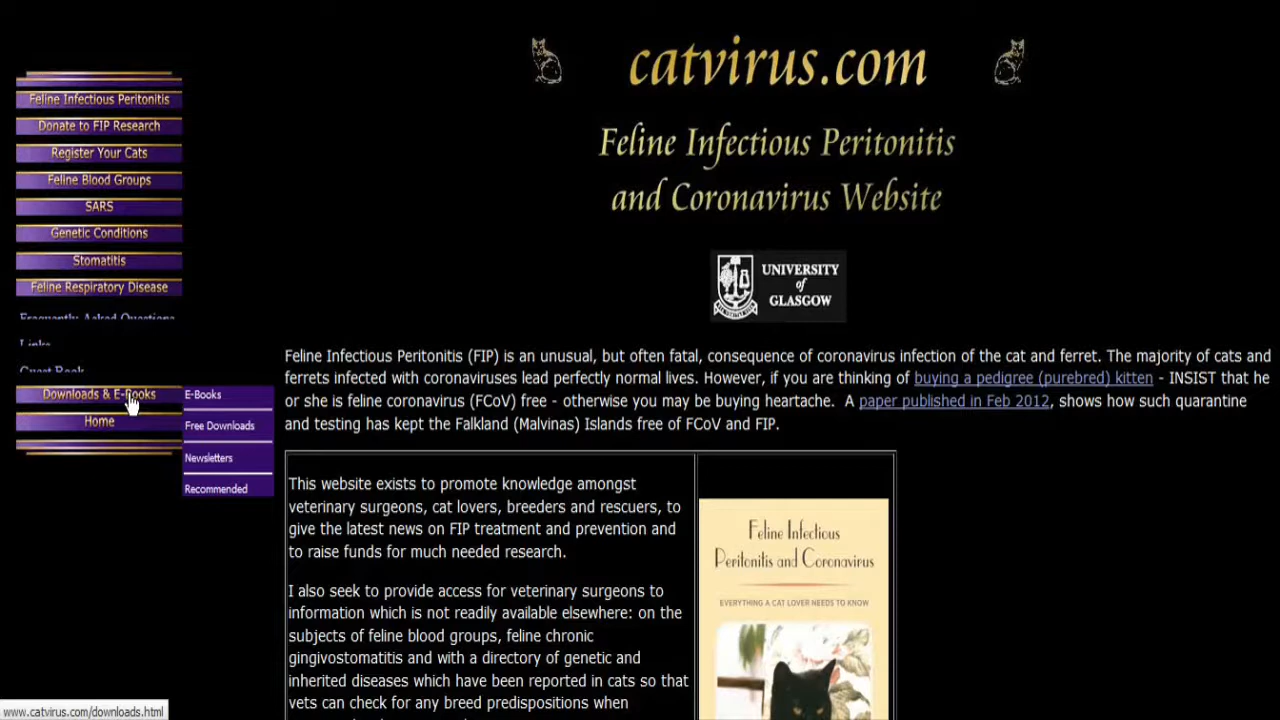 catvirus.com
Feline Infectious Peritonitis
and Coronavirus Website
UNIVERSITY
of
GLASGOW
Feline Infectious Peritonitis
Donate to FIP Research
Register Your Cats
Feline Blood Groups
SARS
Genetic Conditions
Stomatitis
Feline Respiratory Disease
Frequently Asked Questions
Links
Guest Book
Downloads & E-Books
Home
E-Books
Free Downloads
Newsletters
Recommended
Feline Infectious Peritonitis (FIP) is an unusual, but often fatal, consequence of coronavirus infection of the cat and ferret. The majority of cats and
ferrets infected with coronaviruses lead perfectly normal lives. However, if you are thinking of buying a pedigree (purebred) kitten - INSIST that he
or she is feline coronavirus (FCoV) free - otherwise you may be buying heartache. A paper published in Feb 2012, shows how such quarantine
and testing has kept the Falkland (Malvinas) Islands free of FCoV and FIP.
This website exists to promote knowledge amongst
veterinary surgeons, cat lovers, breeders and rescuers, to
give the latest news on FIP treatment and prevention and
to raise funds for much needed research.
I also seek to provide access for veterinary surgeons to
information which is not readily available elsewhere: on the
subjects of feline blood groups, feline chronic
gingivostomatitis and with a directory of genetic and
inherited diseases which have been reported in cats so that
vets can check for any breed predispositions when
Feline Infectious
Peritonitis and Coronavirus
EVERYTHING A CAT LOVER NEEDS TO KNOW
www.catvirus.com/downloads.html